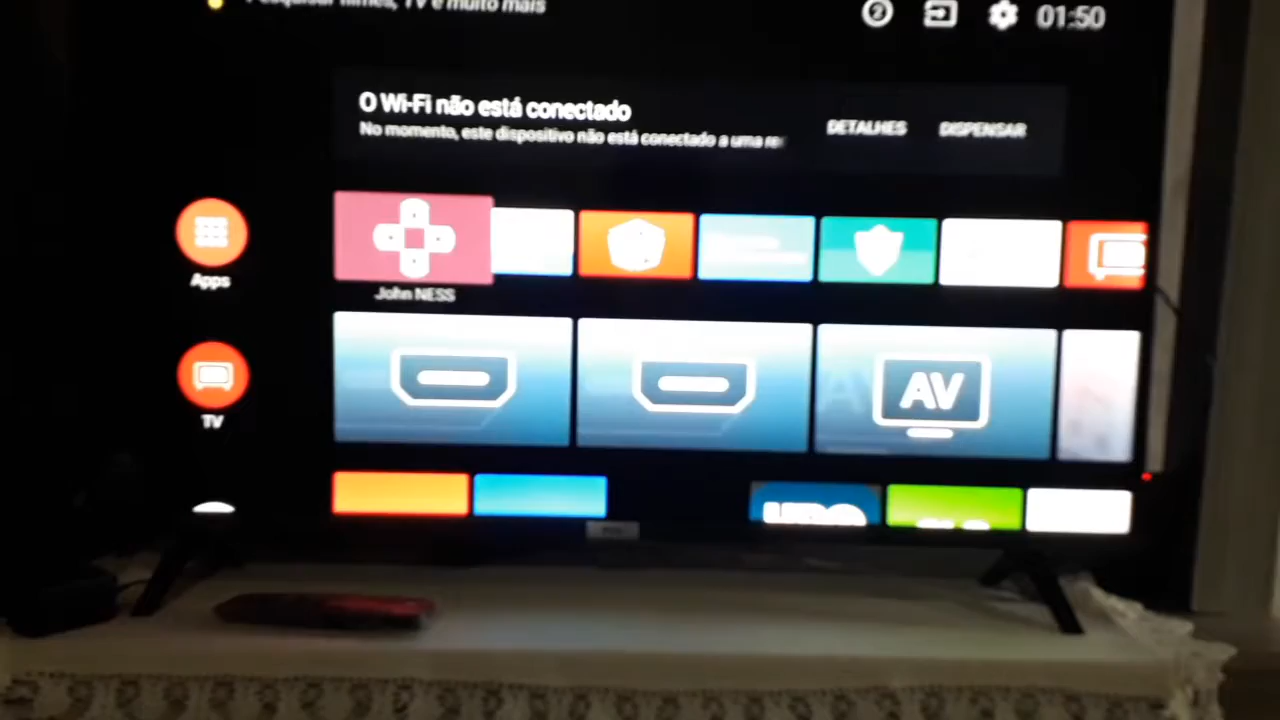 Pesquisar filmes, TV e muito mais
01:50
O Wi-Fi não está conectado
No momento, este dispositivo não está conectado a uma
DETALHES
DISPENSAR
Apps
John NESS
AV
TV
HBO